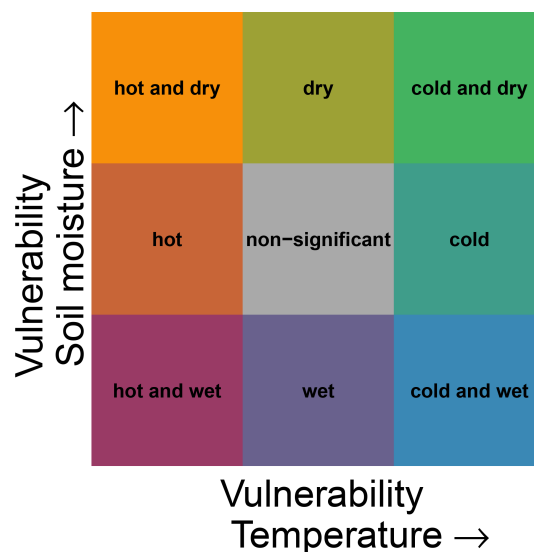 hot and dry dry cold and dry
hot non−significant cold
hot and wet wet cold and wet
Vulnerability
Soil moisture →
Vulnerability
Temperature →